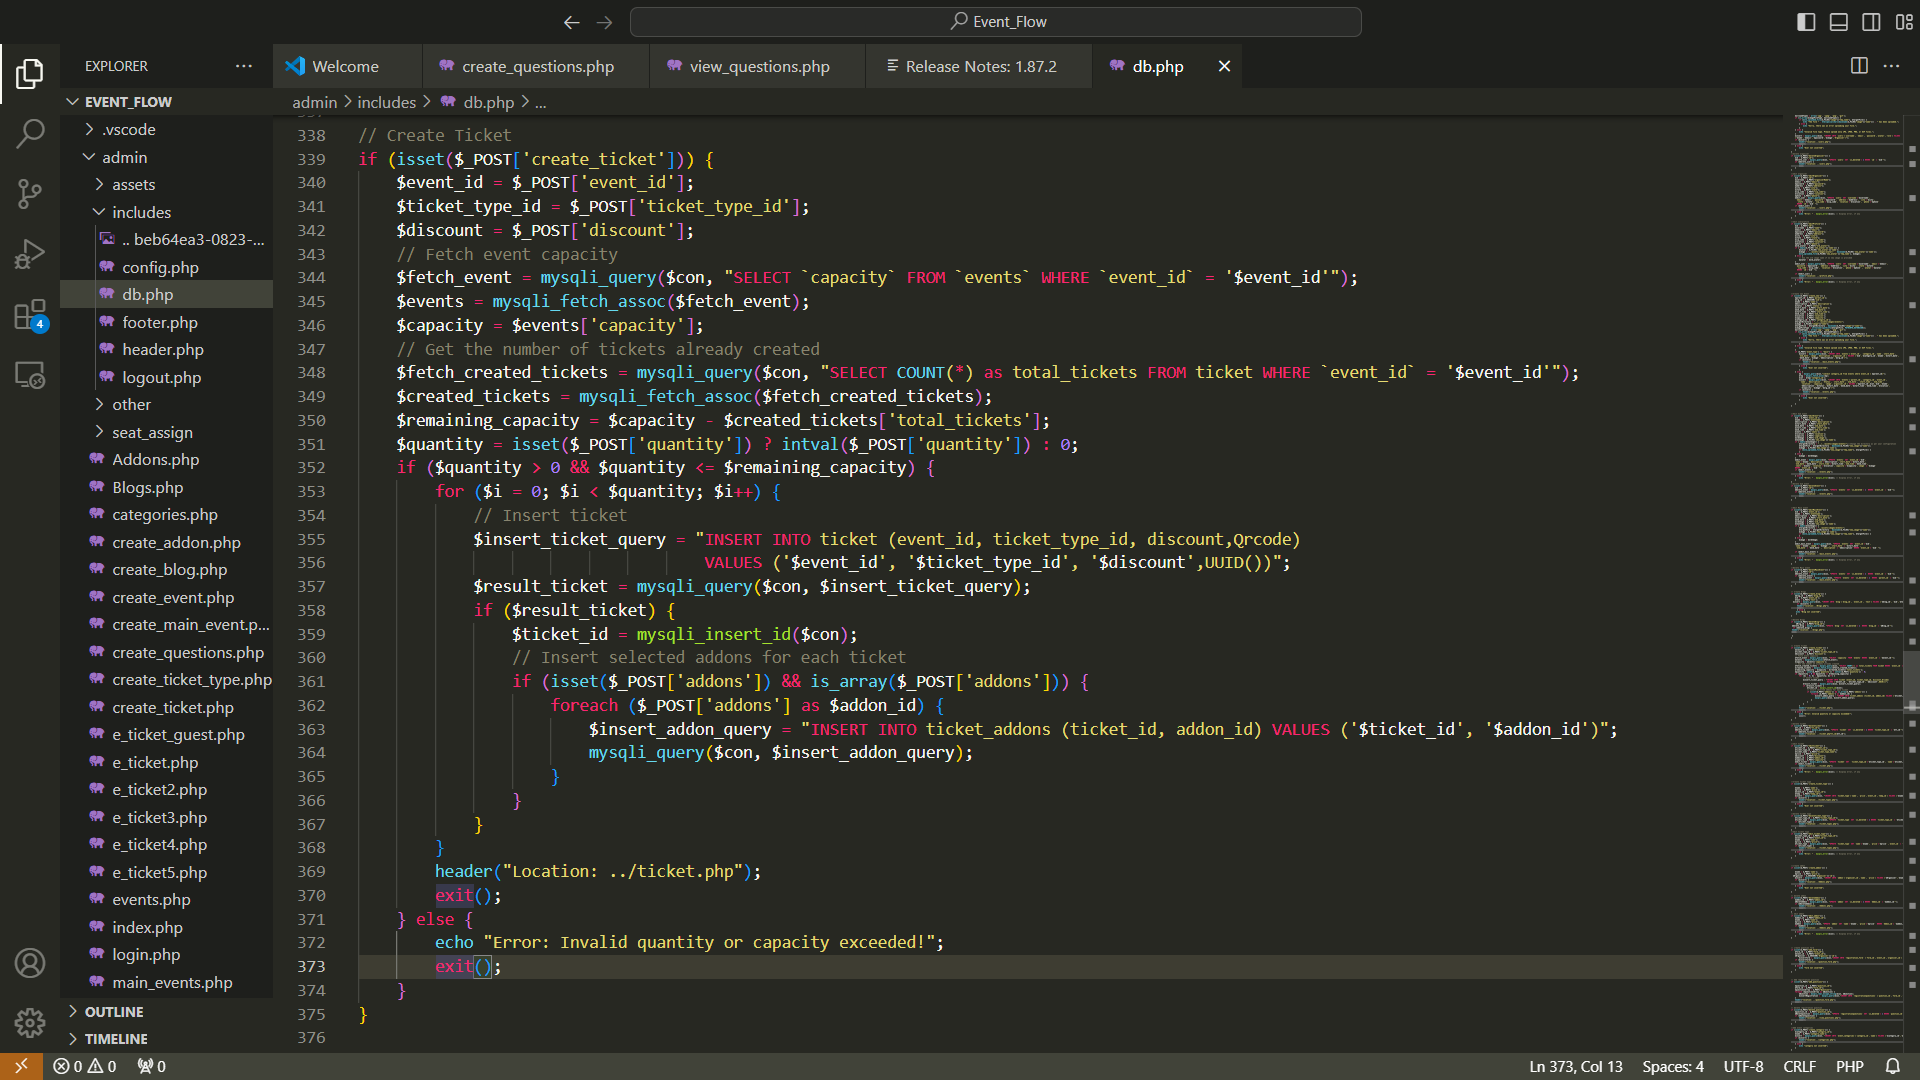 Event_Flow
EXPLORER
Welcome
create_questions.php
view_questions.php
Release Notes: 1.87.2
db.php
EVENT_FLOW
admin > includes > db.php > ...
.vscode
admin
assets
includes
.. beb64ea3-0823-...
config.php
db.php
footer.php
header.php
logout.php
other
seat_assign
Addons.php
Blogs.php
categories.php
create_addon.php
create_blog.php
create_event.php
create_main_event.p...
create_questions.php
create_ticket_type.php
create_ticket.php
e_ticket_guest.php
e_ticket.php
e_ticket2.php
e_ticket3.php
e_ticket4.php
e_ticket5.php
events.php
index.php
login.php
main_events.php
OUTLINE
TIMELINE
4
338 // Create Ticket
339 if (isset($_POST['create_ticket'])) {
340 $event_id = $_POST['event_id'];
341 $ticket_type_id = $_POST['ticket_type_id'];
342 $discount = $_POST['discount'];
343 // Fetch event capacity
344 $fetch_event = mysqli_query($con, "SELECT `capacity` FROM `events` WHERE `event_id` = '$event_id'");
345 $events = mysqli_fetch_assoc($fetch_event);
346 $capacity = $events['capacity'];
347 // Get the number of tickets already created
348 $fetch_created_tickets = mysqli_query($con, "SELECT COUNT(*) as total_tickets FROM ticket WHERE `event_id` = '$event_id'");
349 $created_tickets = mysqli_fetch_assoc($fetch_created_tickets);
350 $remaining_capacity = $capacity - $created_tickets['total_tickets'];
351 $quantity = isset($_POST['quantity']) ? intval($_POST['quantity']) : 0;
352 if ($quantity > 0 && $quantity <= $remaining_capacity) {
353 for ($i = 0; $i < $quantity; $i++) {
354 // Insert ticket
355 $insert_ticket_query = "INSERT INTO ticket (event_id, ticket_type_id, discount,Qrcode)
356 VALUES ('$event_id', '$ticket_type_id', '$discount',UUID())";
357 $result_ticket = mysqli_query($con, $insert_ticket_query);
358 if ($result_ticket) {
359 $ticket_id = mysqli_insert_id($con);
360 // Insert selected addons for each ticket
361 if (isset($_POST['addons']) && is_array($_POST['addons'])) {
362 foreach ($_POST['addons'] as $addon_id) {
363 $insert_addon_query = "INSERT INTO ticket_addons (ticket_id, addon_id) VALUES ('$ticket_id', '$addon_id')";
364 mysqli_query($con, $insert_addon_query);
365 }
366 }
367 }
368 }
369 header("Location: ../ticket.php");
370 exit();
371 } else {
372 echo "Error: Invalid quantity or capacity exceeded!";
373 exit();
374 }
375 }
376
0 0 0
Ln 373, Col 13
Spaces: 4
UTF-8
CRLF
PHP